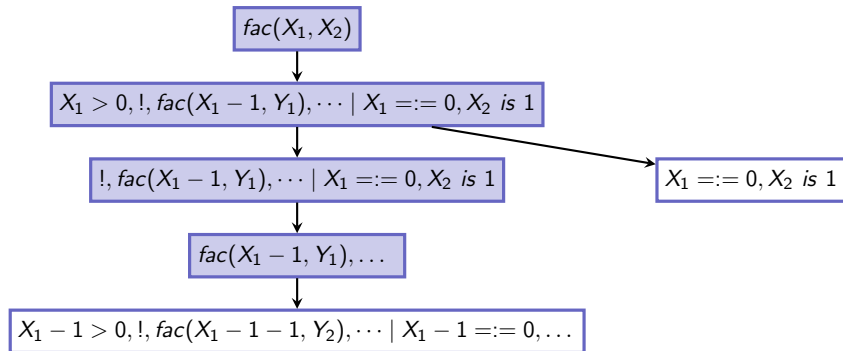 fac(X₁, X₂)
X₁ > 0, !, fac(X₁ − 1, Y₁), ⋯ | X₁ =:= 0, X₂ is 1
!, fac(X₁ − 1, Y₁), ⋯ | X₁ =:= 0, X₂ is 1
X₁ =:= 0, X₂ is 1
fac(X₁ − 1, Y₁), …
X₁ − 1 > 0, !, fac(X₁ − 1 − 1, Y₂), ⋯ | X₁ − 1 =:= 0, …